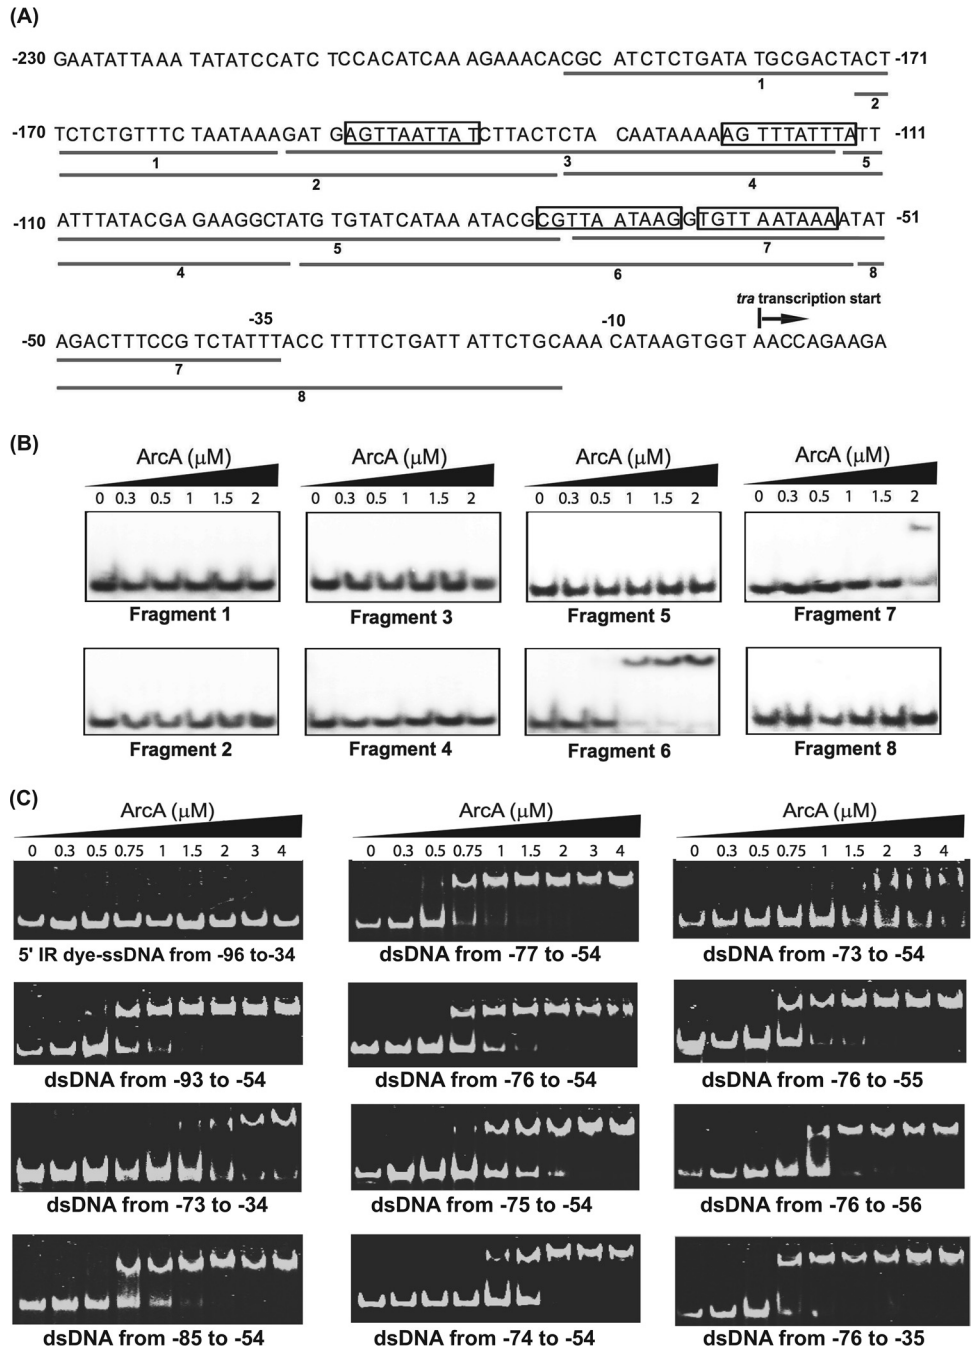 (A)
-230 GAATATTAAA TATATCCATC TCCACATCAA AGAAACACGC ATCTCTGATA TGCGACTACT -171
1
2
-170 TCTCTGTTTC TAATAAAGAT GAGTTAATTA TCTTACTCTA CAATAAAAAG TTTATTTATT -111
1 3 5
2 4
-110 ATTTATACGA GAAGGCTATG TGTATCATAA ATACGCGTTA ATAAGGTGTT AATAAAATAT -51
5 7
4 6 8
tra transcription start
-35 -10
-50 AGACTTTCCG TCTATTTACC TTTTCTGATT ATTCTGCAAA CATAAGTGGT AACCAGAAGA
7
8
(B)
ArcA (μM) ArcA (μM) ArcA (μM) ArcA (μM)
0 0.3 0.5 1 1.5 2 0 0.3 0.5 1 1.5 2 0 0.3 0.5 1 1.5 2 0 0.3 0.5 1 1.5 2
Fragment 1 Fragment 3 Fragment 5 Fragment 7
Fragment 2 Fragment 4 Fragment 6 Fragment 8
(C)
ArcA (μM) ArcA (μM) ArcA (μM)
0 0.3 0.5 0.75 1 1.5 2 3 4 0 0.3 0.5 0.75 1 1.5 2 3 4 0 0.3 0.5 0.75 1 1.5 2 3 4
5' IR dye-ssDNA from -96 to-34 dsDNA from -77 to -54 dsDNA from -73 to -54
dsDNA from -93 to -54 dsDNA from -76 to -54 dsDNA from -76 to -55
dsDNA from -73 to -34 dsDNA from -75 to -54 dsDNA from -76 to -56
dsDNA from -85 to -54 dsDNA from -74 to -54 dsDNA from -76 to -35